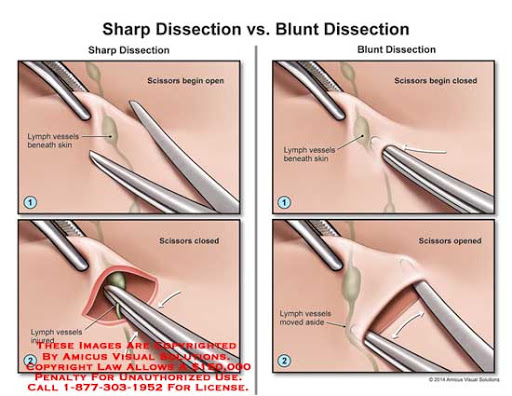 Sharp Dissection vs. Blunt Dissection
Sharp Dissection
Scissors begin open
Lymph vessels
beneath skin
1
Scissors closed
Lymph vessels
injured
2
These Images Are Copyrighted
By Amicus Visual Solutions.
Copyright Law Allows A $150,000
Penalty For Unauthorized Use.
Call 1-877-303-1952 For License.
Blunt Dissection
Scissors begin closed
Lymph vessels
beneath skin
1
Scissors opened
Lymph vessels
moved aside
2
© 2014 Amicus Visual Solutions